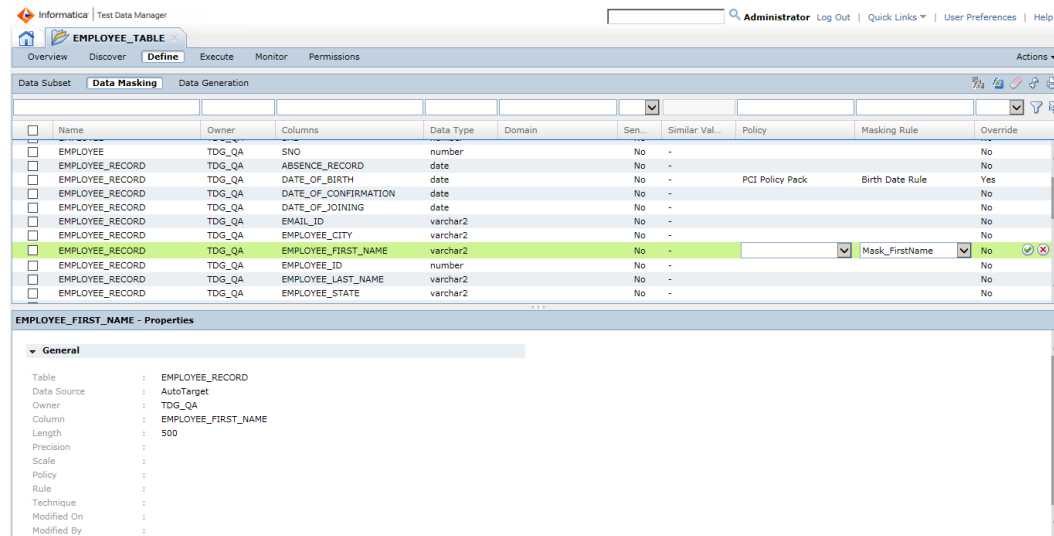 Informatica | Test Data Manager Administrator Log Out | Quick Links | User Preferences | Help
EMPLOYEE_TABLE
Overview Discover Define Execute Monitor Permissions Actions
Data Subset Data Masking Data Generation
Name Owner Columns Data Type Domain Sen... Similar Val... Policy Masking Rule Override
EMPLOYEE TDG_QA SNO number No - No
EMPLOYEE_RECORD TDG_QA ABSENCE_RECORD date No - No
EMPLOYEE_RECORD TDG_QA DATE_OF_BIRTH date No - PCI Policy Pack Birth Date Rule Yes
EMPLOYEE_RECORD TDG_QA DATE_OF_CONFIRMATION date No - No
EMPLOYEE_RECORD TDG_QA DATE_OF_JOINING date No - No
EMPLOYEE_RECORD TDG_QA EMAIL_ID varchar2 No - No
EMPLOYEE_RECORD TDG_QA EMPLOYEE_CITY varchar2 No - No
EMPLOYEE_RECORD TDG_QA EMPLOYEE_FIRST_NAME varchar2 No - Mask_FirstName No
EMPLOYEE_RECORD TDG_QA EMPLOYEE_ID number No - No
EMPLOYEE_RECORD TDG_QA EMPLOYEE_LAST_NAME varchar2 No - No
EMPLOYEE_RECORD TDG_QA EMPLOYEE_STATE varchar2 No - No
EMPLOYEE_FIRST_NAME - Properties
General
Table : EMPLOYEE_RECORD
Data Source : AutoTarget
Owner : TDG_QA
Column : EMPLOYEE_FIRST_NAME
Length : 500
Precision :
Scale :
Policy :
Rule :
Technique :
Modified On :
Modified By :